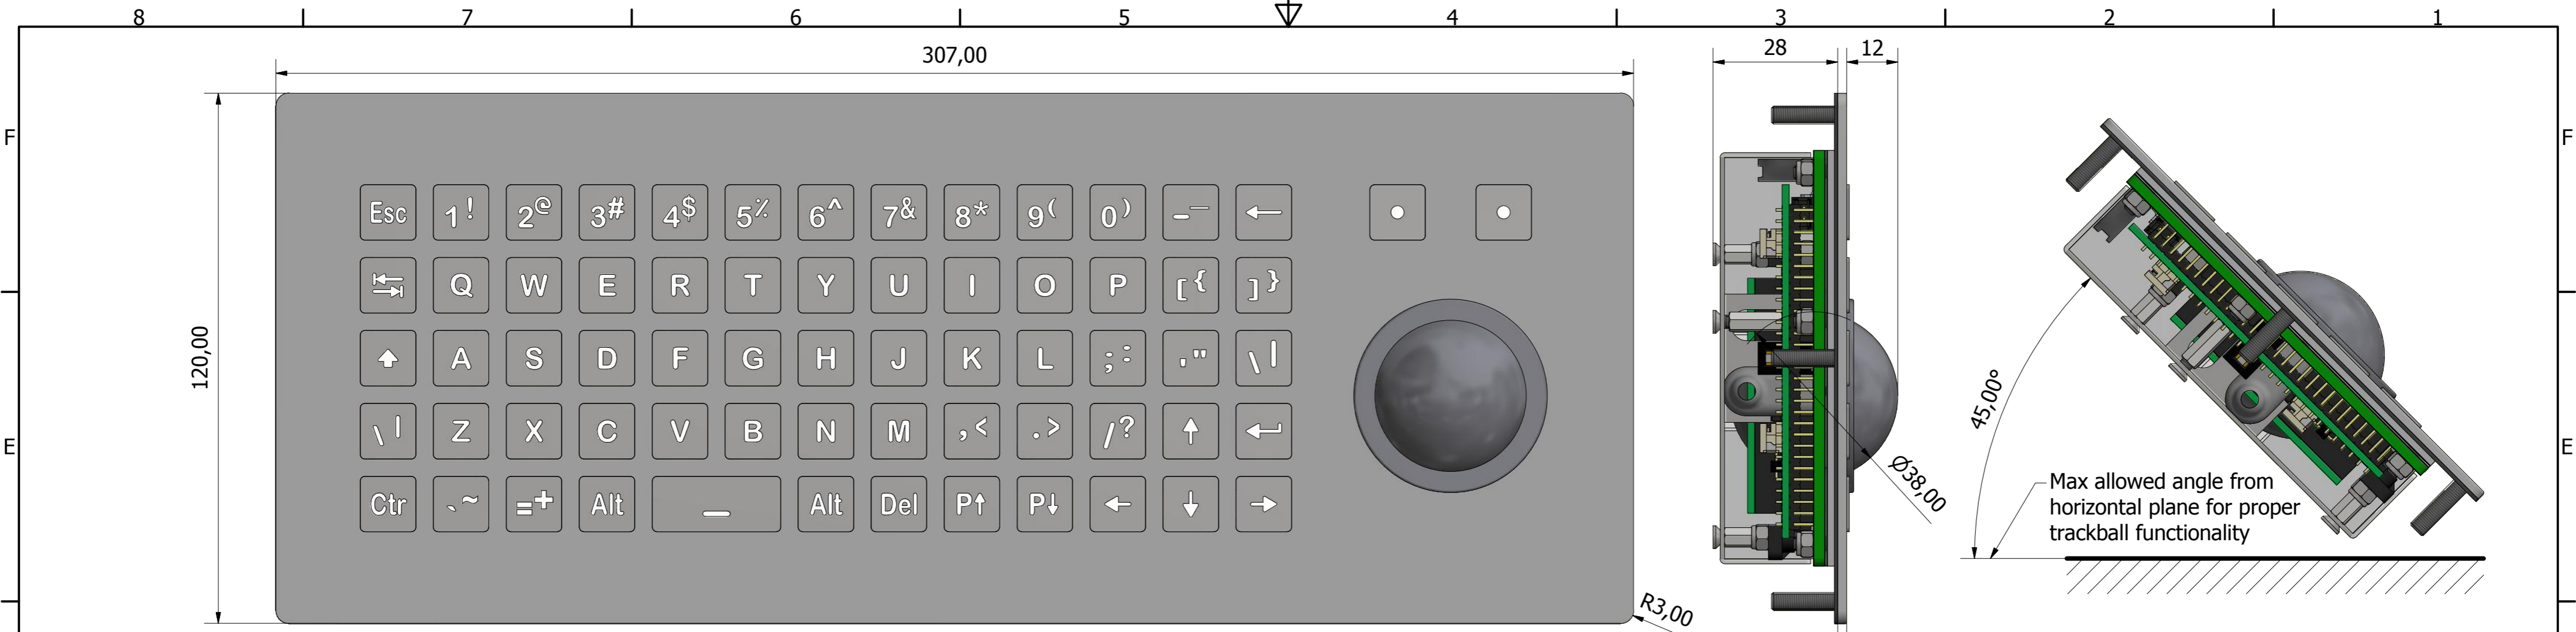 8 7 6 5 4 3 2 1
307,00
28 12
F F
Esc 1! 2@ 3# 4$ 5% 6^ 7& 8* 9( 0) -_ ←
↹ Q W E R T Y U I O P [{ ]}
120,00
⬆ A S D F G H J K L ;: '" \|
45,00°
\| Z X C V B N M ,< .> /? ↑ ↵
E E
Ø38,00
Ctr `~ =+ Alt _ Alt Del P↑ P↓ ← ↓ →
Max allowed angle from
horizontal plane for proper
trackball functionality
R3,00